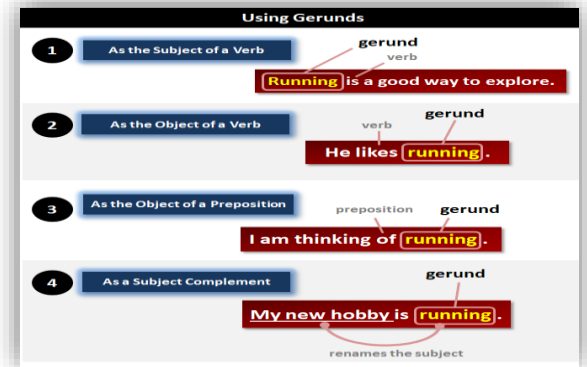 Using Gerunds
1
As the Subject of a Verb
gerund
verb
Running is a good way to explore.
2
As the Object of a Verb
verb
gerund
He likes running.
3
As the Object of a Preposition
preposition
gerund
I am thinking of running.
4
As a Subject Complement
gerund
My new hobby is running.
renames the subject